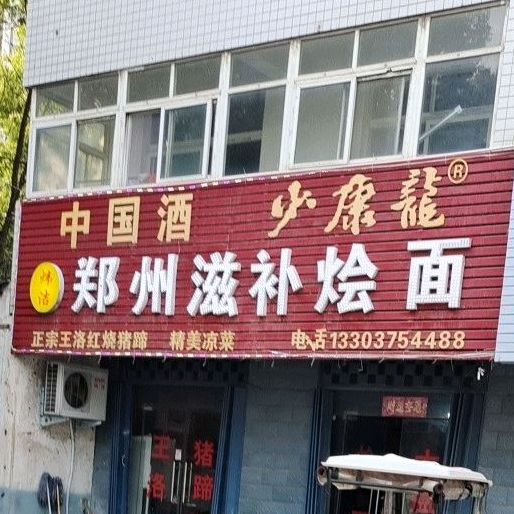 中国酒 少康龍®
炜洁 郑州滋补烩面
正宗王洛红烧猪蹄 精美凉菜 电话13303754488
王洛
猪蹄